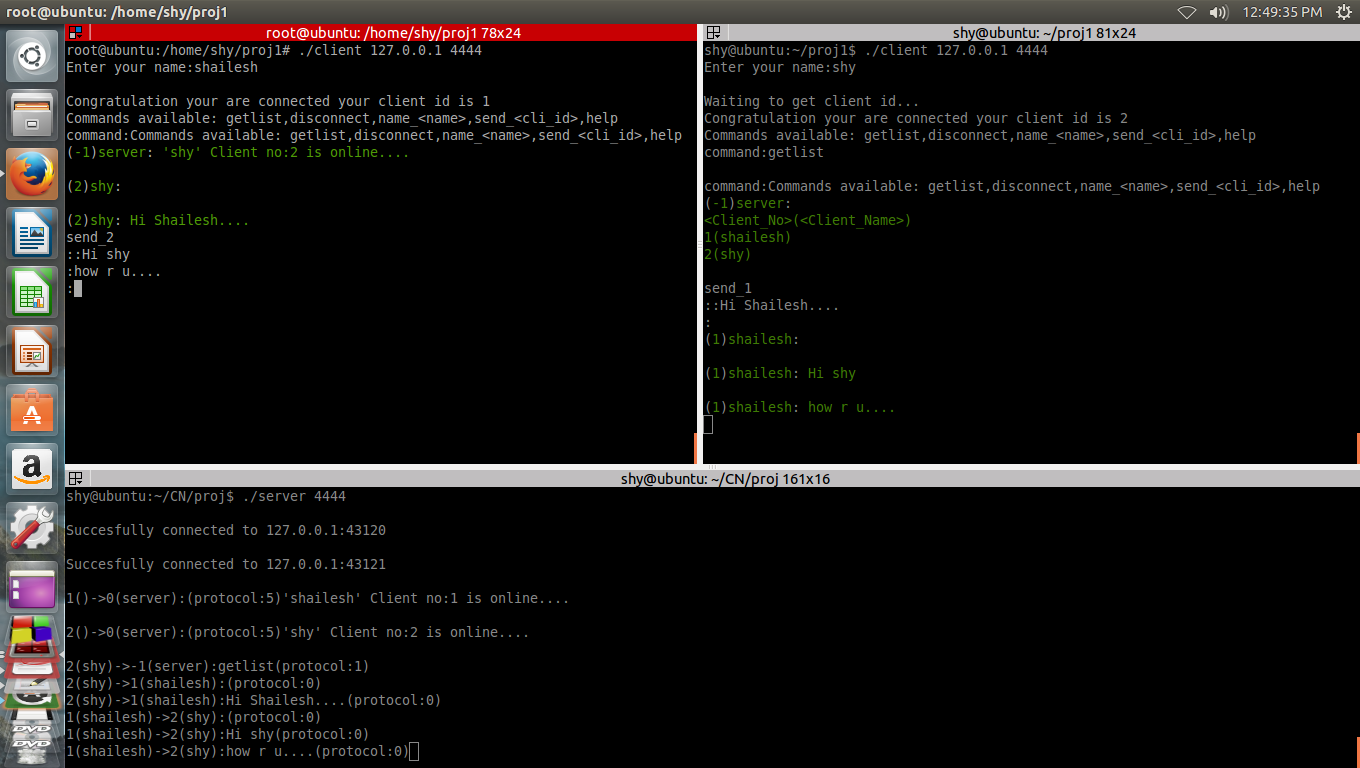 root@ubuntu: /home/shy/proj1
12:49:35 PM
root@ubuntu: /home/shy/proj1 78x24
root@ubuntu:/home/shy/proj1# ./client 127.0.0.1 4444
Enter your name:shailesh
Congratulation your are connected your client id is 1
Commands available: getlist,disconnect,name_<name>,send_<cli_id>,help
command:Commands available: getlist,disconnect,name_<name>,send_<cli_id>,help
(-1)server: 'shy' Client no:2 is online....
(2)shy:
(2)shy: Hi Shailesh....
send_2
::Hi shy
:how r u....
:
shy@ubuntu: ~/proj1 81x24
shy@ubuntu:~/proj1$ ./client 127.0.0.1 4444
Enter your name:shy
Waiting to get client id...
Congratulation your are connected your client id is 2
Commands available: getlist,disconnect,name_<name>,send_<cli_id>,help
command:getlist
command:Commands available: getlist,disconnect,name_<name>,send_<cli_id>,help
(-1)server:
<Client_No>(<Client_Name>)
1(shailesh)
2(shy)
send_1
::Hi Shailesh....
:
(1)shailesh:
(1)shailesh: Hi shy
(1)shailesh: how r u....
shy@ubuntu: ~/CN/proj 161x16
shy@ubuntu:~/CN/proj$ ./server 4444
Succesfully connected to 127.0.0.1:43120
Succesfully connected to 127.0.0.1:43121
1()->0(server):(protocol:5)'shailesh' Client no:1 is online....
2()->0(server):(protocol:5)'shy' Client no:2 is online....
2(shy)->-1(server):getlist(protocol:1)
2(shy)->1(shailesh):(protocol:0)
2(shy)->1(shailesh):Hi Shailesh....(protocol:0)
1(shailesh)->2(shy):(protocol:0)
1(shailesh)->2(shy):Hi shy(protocol:0)
1(shailesh)->2(shy):how r u....(protocol:0)
a
DVD
DVD